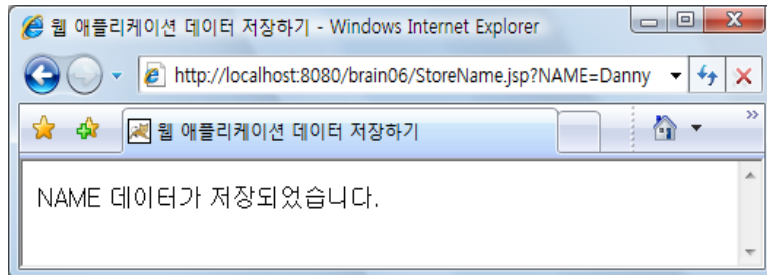 웹 애플리케이션 데이터 저장하기 - Windows Internet Explorer
http://localhost:8080/brain06/StoreName.jsp?NAME=Danny
웹 애플리케이션 데이터 저장하기
NAME 데이터가 저장되었습니다.